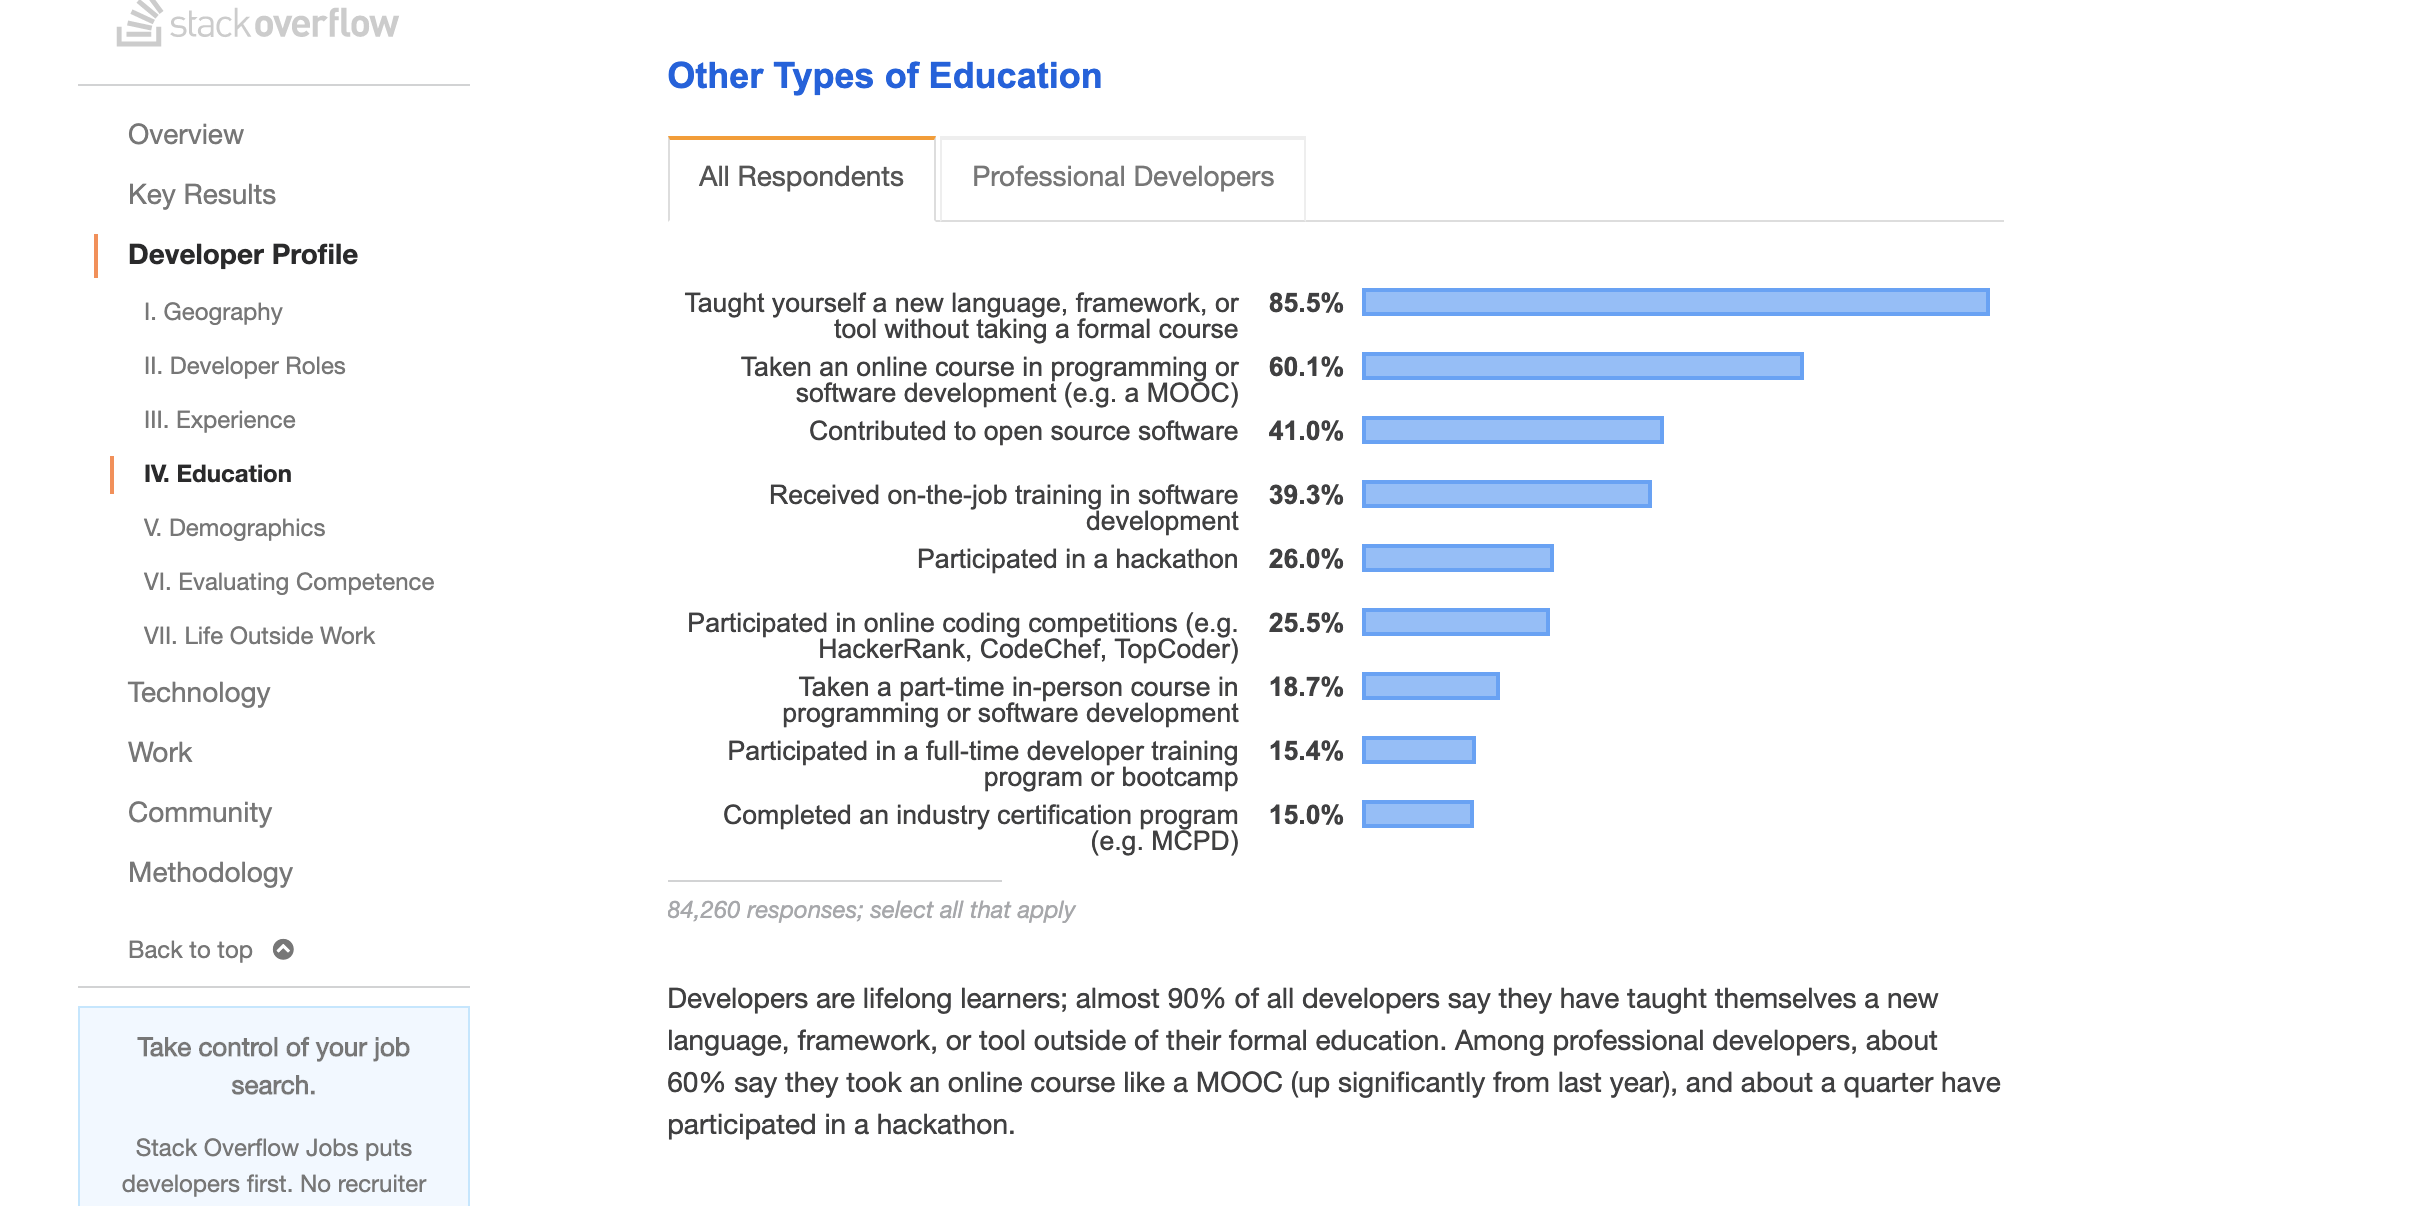 stackoverflow
Overview
Key Results
Developer Profile
I. Geography
II. Developer Roles
III. Experience
IV. Education
V. Demographics
VI. Evaluating Competence
VII. Life Outside Work
Technology
Work
Community
Methodology
Back to top
Take control of your job
search.
Stack Overflow Jobs puts
developers first. No recruiter
Other Types of Education
All Respondents
Professional Developers
Taught yourself a new language, framework, or 85.5%
tool without taking a formal course
Taken an online course in programming or 60.1%
software development (e.g. a MOOC)
Contributed to open source software 41.0%
Received on-the-job training in software 39.3%
development
Participated in a hackathon 26.0%
Participated in online coding competitions (e.g. 25.5%
HackerRank, CodeChef, TopCoder)
Taken a part-time in-person course in 18.7%
programming or software development
Participated in a full-time developer training 15.4%
program or bootcamp
Completed an industry certification program 15.0%
(e.g. MCPD)
84,260 responses; select all that apply
Developers are lifelong learners; almost 90% of all developers say they have taught themselves a new
language, framework, or tool outside of their formal education. Among professional developers, about
60% say they took an online course like a MOOC (up significantly from last year), and about a quarter have
participated in a hackathon.